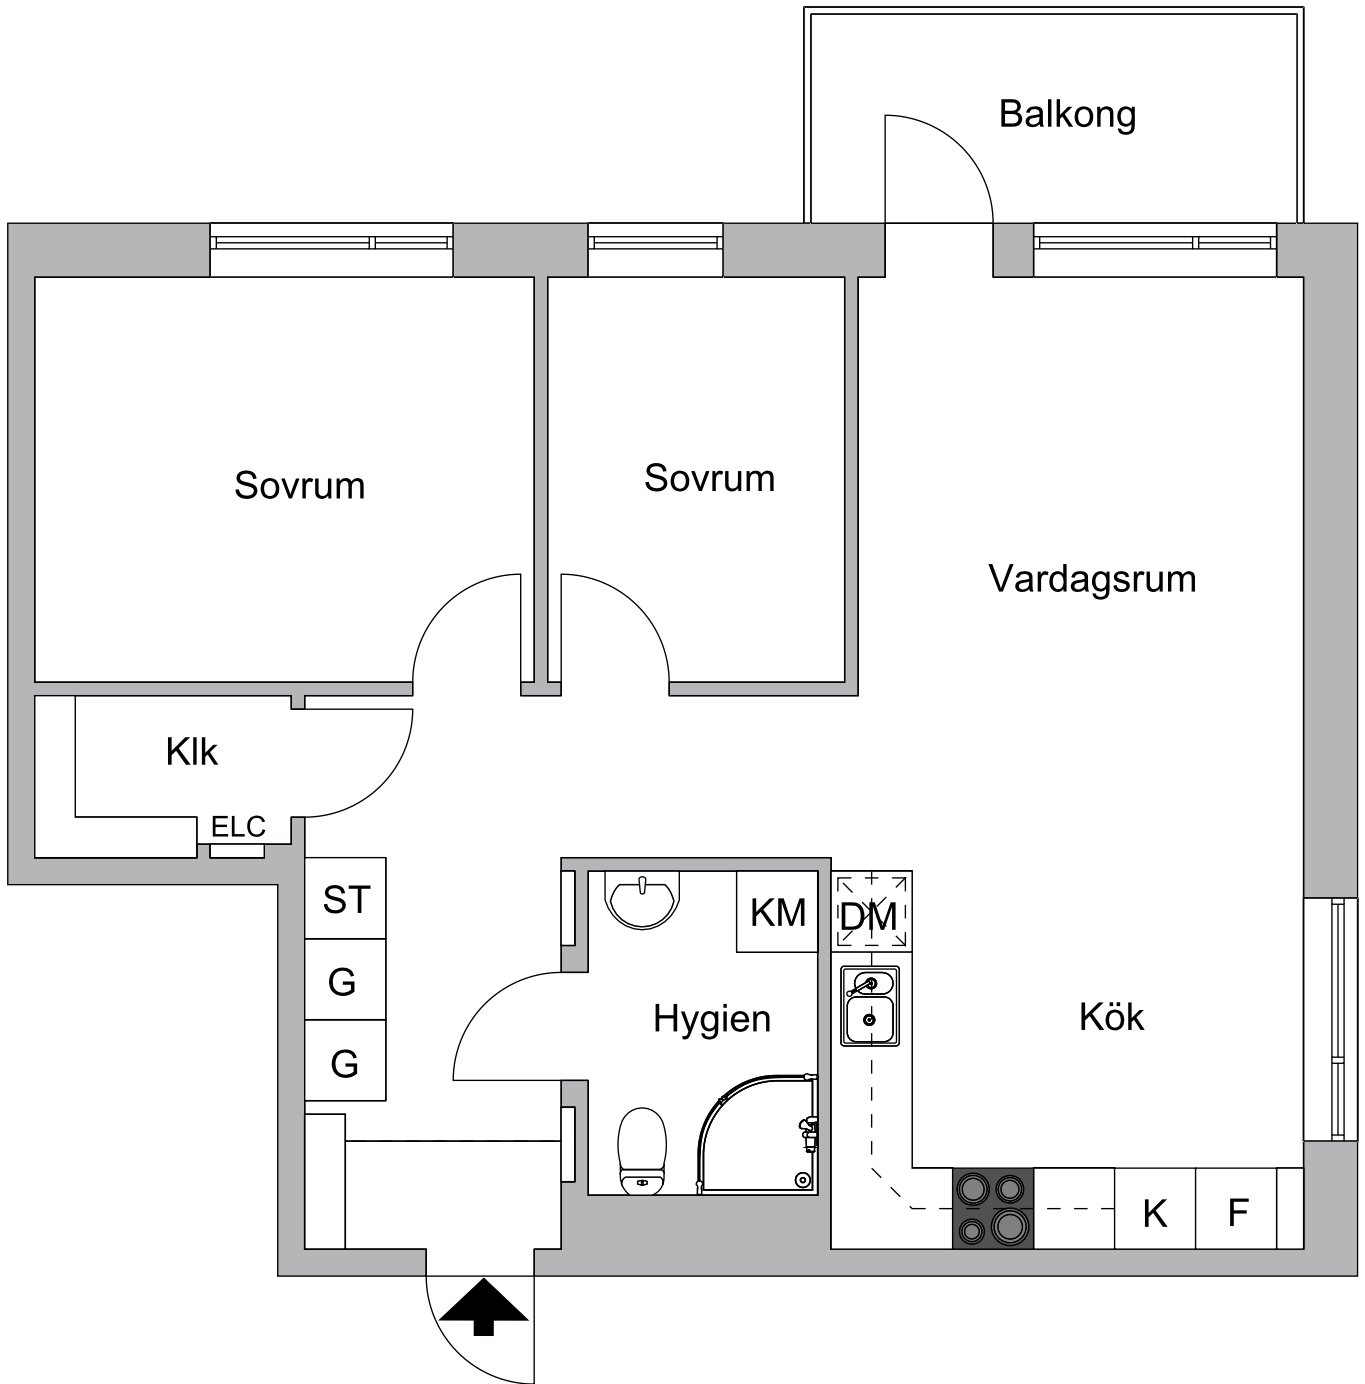 Balkong
Sovrum
Sovrum
Vardagsrum
Klk
ELC
ST
KM
DM
G
Hygien
Kök
G
K
F